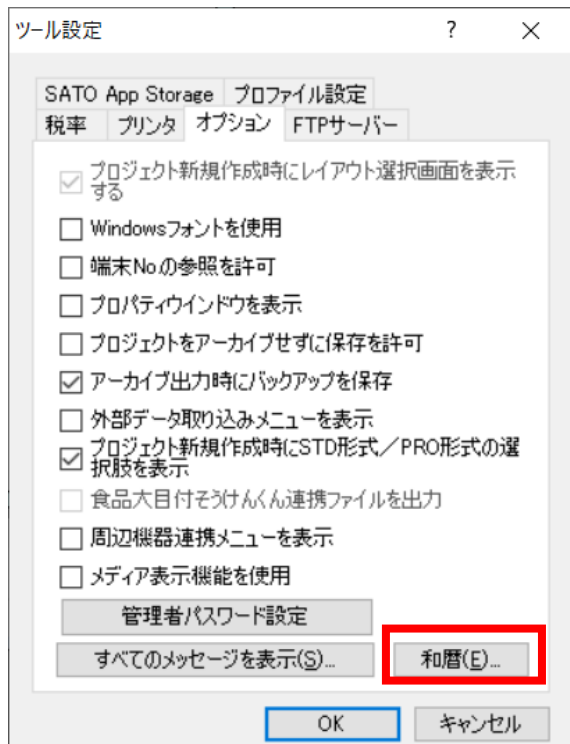 ツール設定
?
SATO App Storage プロファイル設定
税率 プリンタ オプション FTPサーバー
プロジェクト新規作成時にレイアウト選択画面を表示
する
Windowsフォントを使用
端末No.の参照を許可
プロパティウインドウを表示
プロジェクトをアーカイブせずに保存を許可
アーカイブ出力時にバックアップを保存
外部データ取り込みメニューを表示
プロジェクト新規作成時にSTD形式/PRO形式の選
択肢を表示
食品大目付そうけんくん連携ファイルを出力
周辺機器連携メニューを表示
メディア表示機能を使用
管理者パスワード設定
すべてのメッセージを表示(S)... 和暦(E)...
OK キャンセル